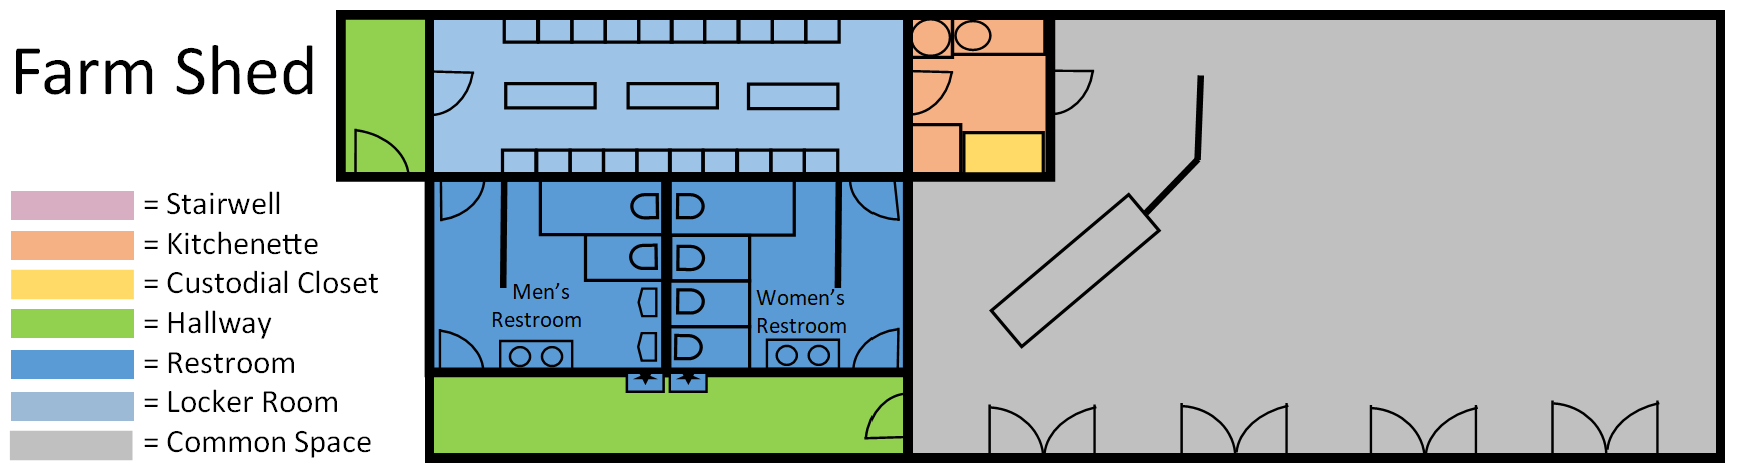 Farm Shed
= Stairwell
= Kitchenette
= Custodial Closet
= Hallway
= Restroom
= Locker Room
= Common Space
Men's
Restroom
Women's
Restroom